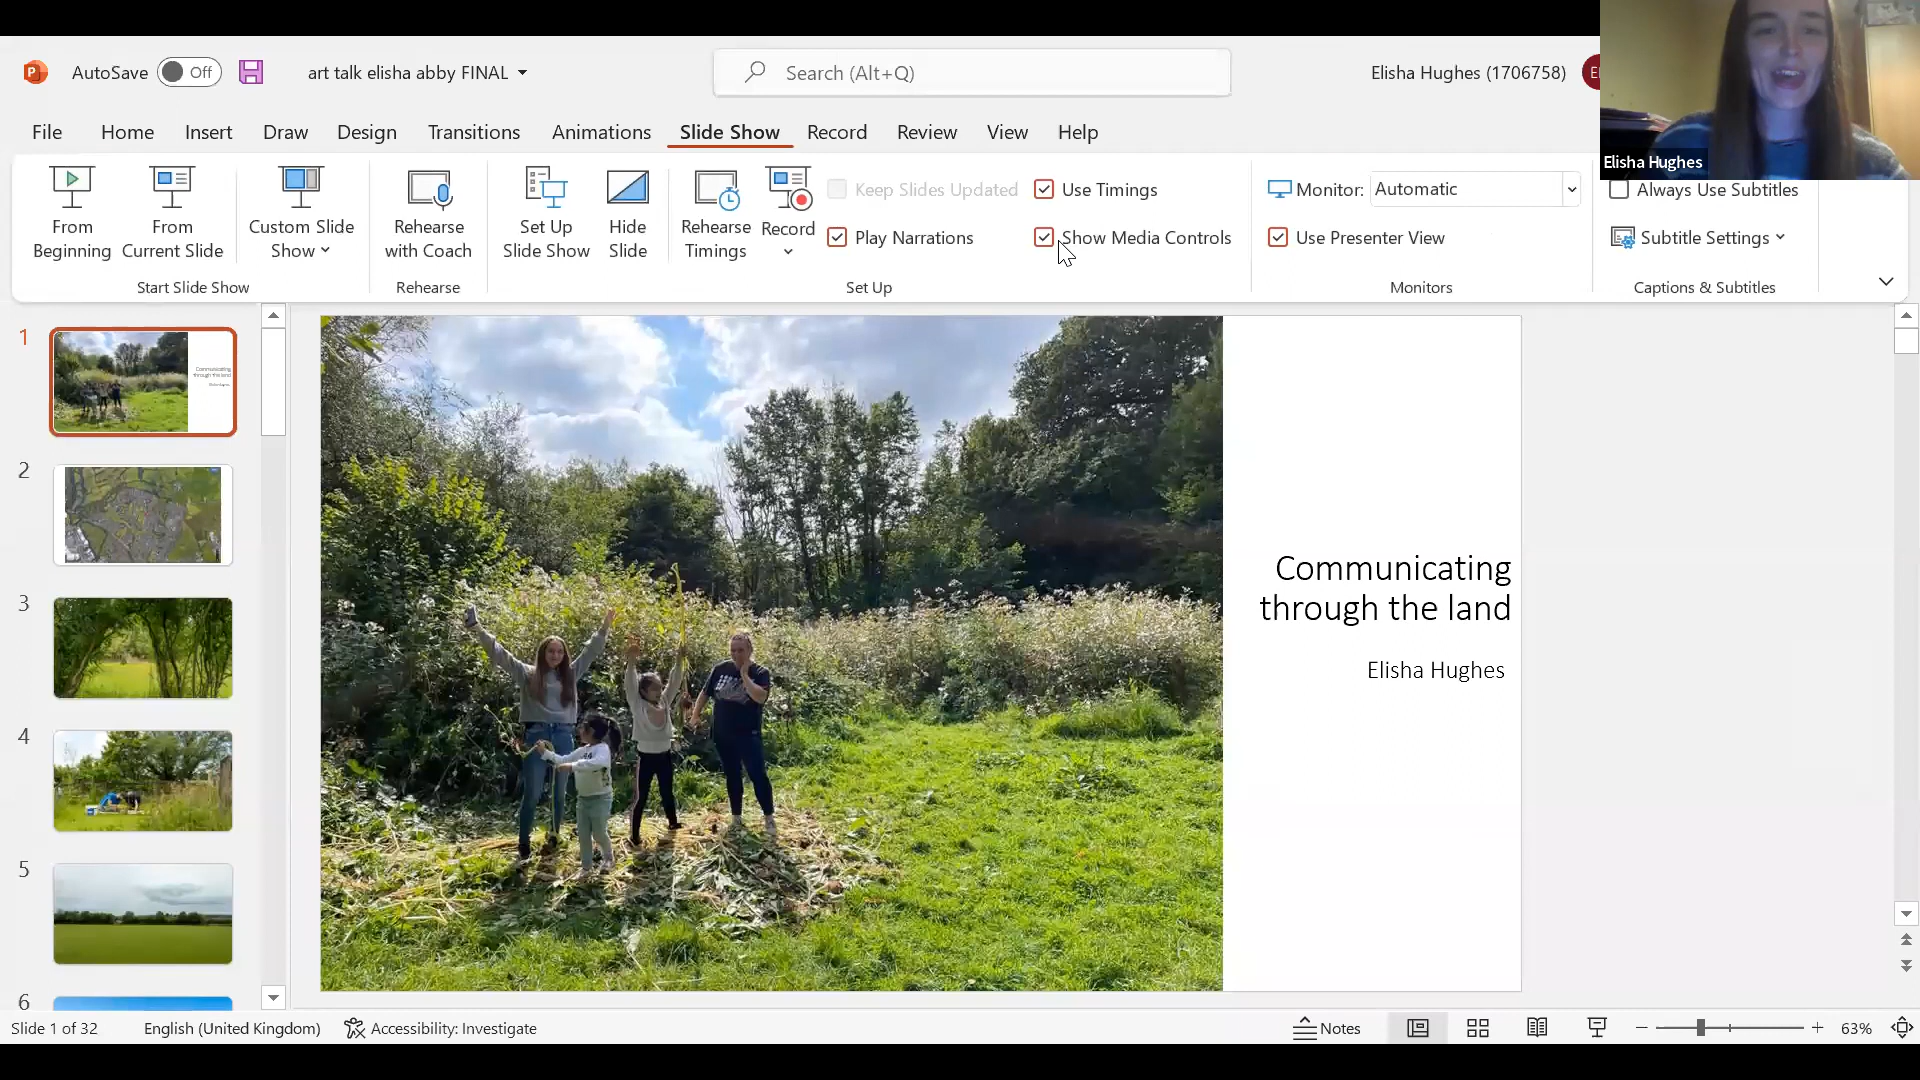 AutoSave Off art talk elisha abby FINAL Search (Alt+Q) Elisha Hughes (1706758)
Elisha Hughes
File Home Insert Draw Design Transitions Animations Slide Show Record Review View Help
From Beginning
From Current Slide
Custom Slide Show
Start Slide Show
Rehearse with Coach
Rehearse
Set Up Slide Show
Hide Slide
Rehearse Timings
Record
Keep Slides Updated
Play Narrations
Use Timings
Show Media Controls
Set Up
Monitor: Automatic
Use Presenter View
Monitors
Always Use Subtitles
Subtitle Settings
Captions & Subtitles
1
2
3
4
5
6
Communicating
through the land
Elisha Hughes
Slide 1 of 32 English (United Kingdom) Accessibility: Investigate Notes 63%